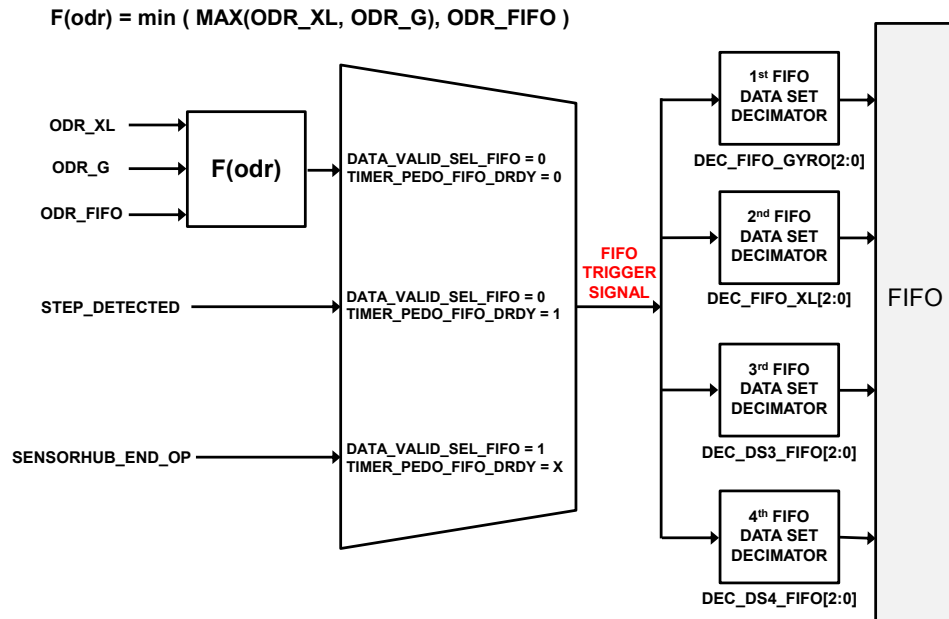 F(odr) = min ( MAX(ODR_XL, ODR_G), ODR_FIFO )
ODR_XL
ODR_G
ODR_FIFO
F(odr)
STEP_DETECTED
SENSORHUB_END_OP
DATA_VALID_SEL_FIFO = 0
TIMER_PEDO_FIFO_DRDY = 0
DATA_VALID_SEL_FIFO = 0
TIMER_PEDO_FIFO_DRDY = 1
DATA_VALID_SEL_FIFO = 1
TIMER_PEDO_FIFO_DRDY = X
FIFO
TRIGGER
SIGNAL
1st FIFO
DATA SET
DECIMATOR
DEC_FIFO_GYRO[2:0]
2nd FIFO
DATA SET
DECIMATOR
DEC_FIFO_XL[2:0]
3rd FIFO
DATA SET
DECIMATOR
DEC_DS3_FIFO[2:0]
4th FIFO
DATA SET
DECIMATOR
DEC_DS4_FIFO[2:0]
FIFO